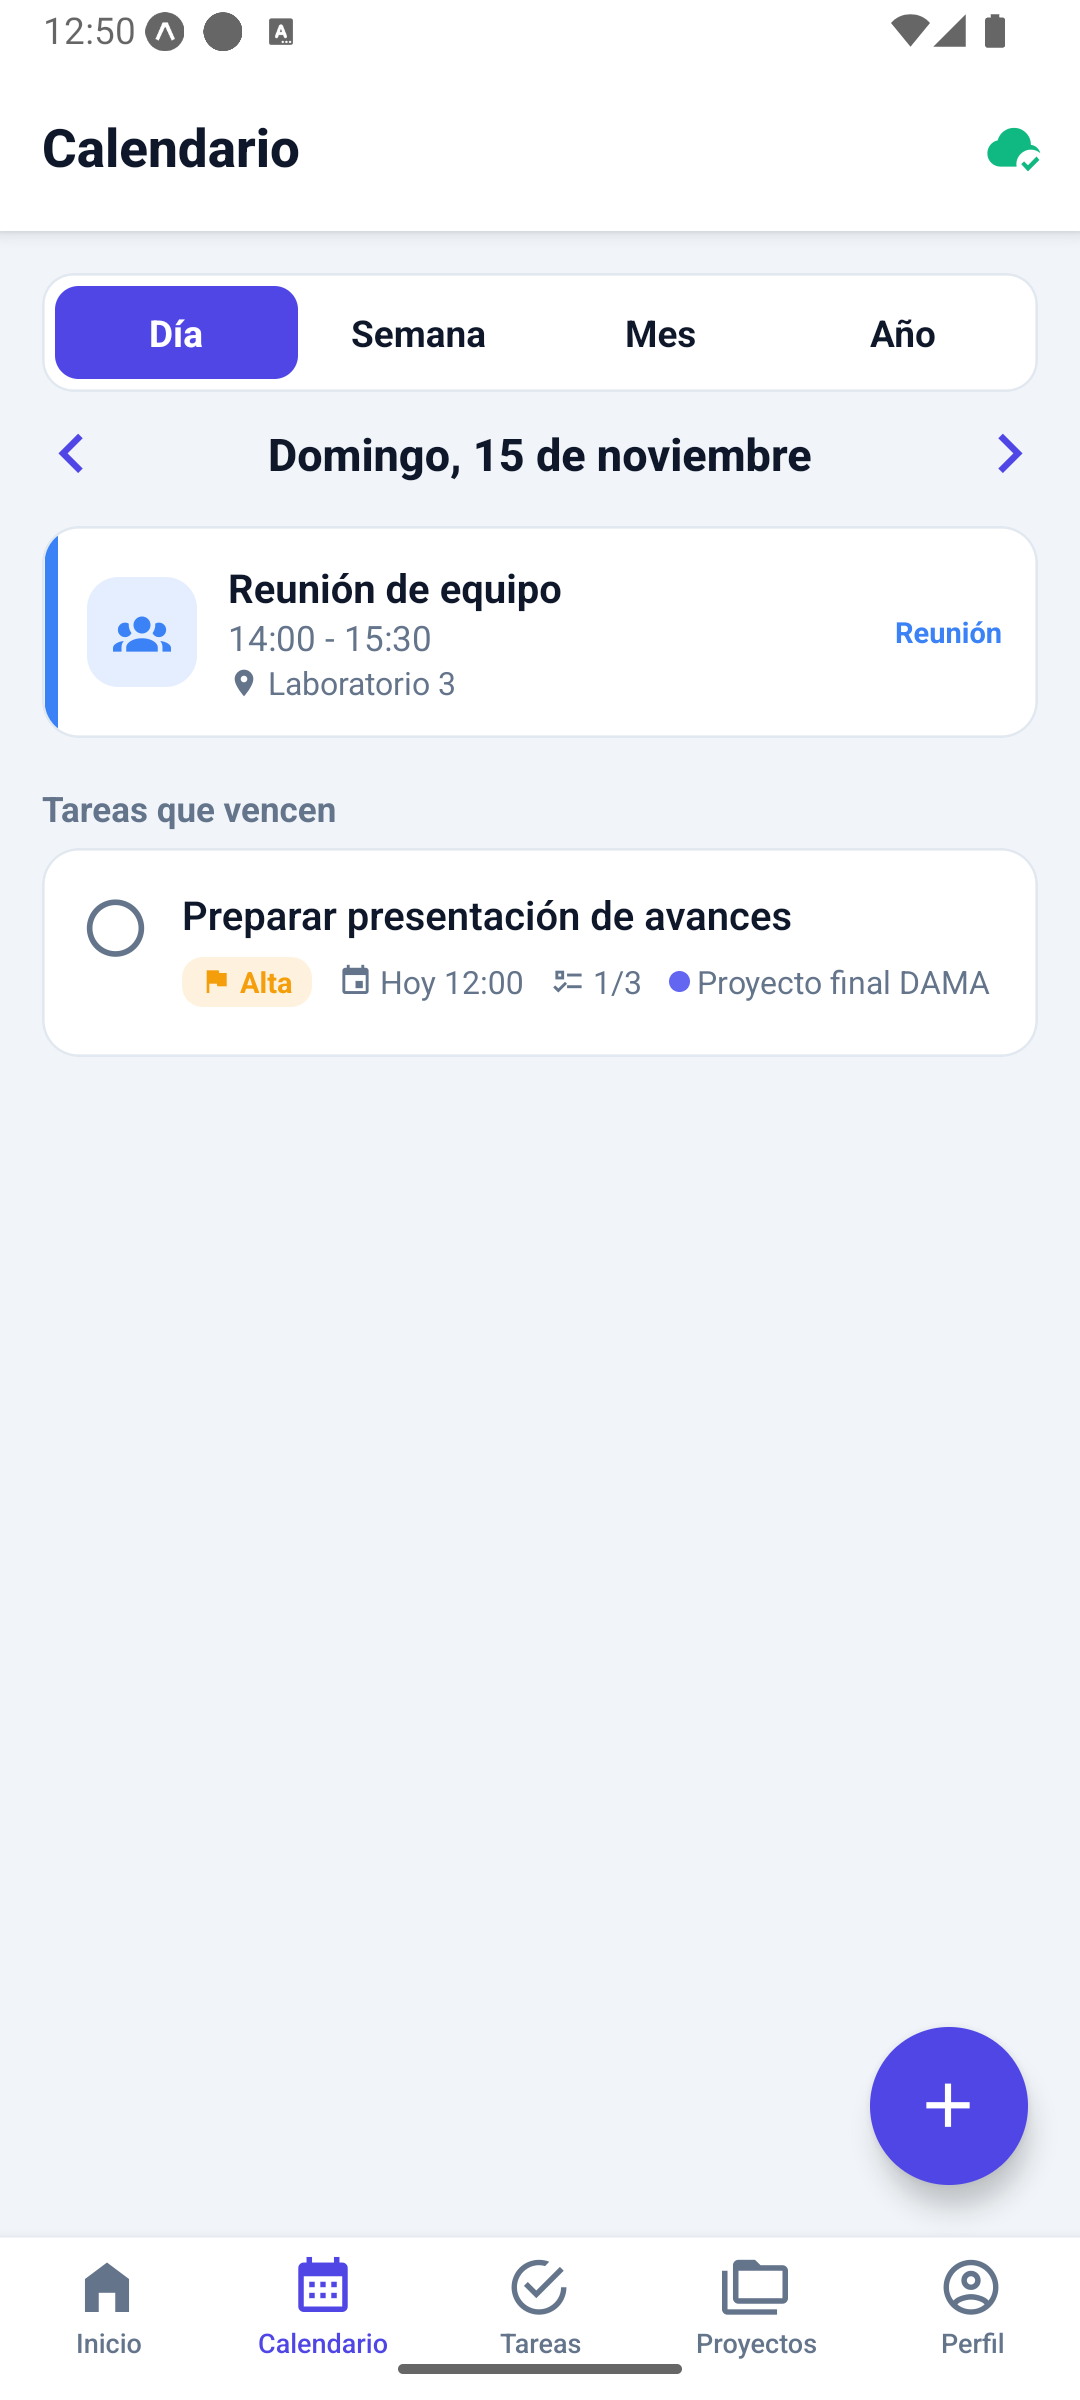 12:50
Calendario
Día Semana Mes Año
Domingo, 15 de noviembre
Reunión de equipo
14:00 - 15:30
Reunión
Laboratorio 3
Tareas que vencen
Preparar presentación de avances
Alta Hoy 12:00 1/3 Proyecto final DAMA
Inicio Calendario Tareas Proyectos Perfil